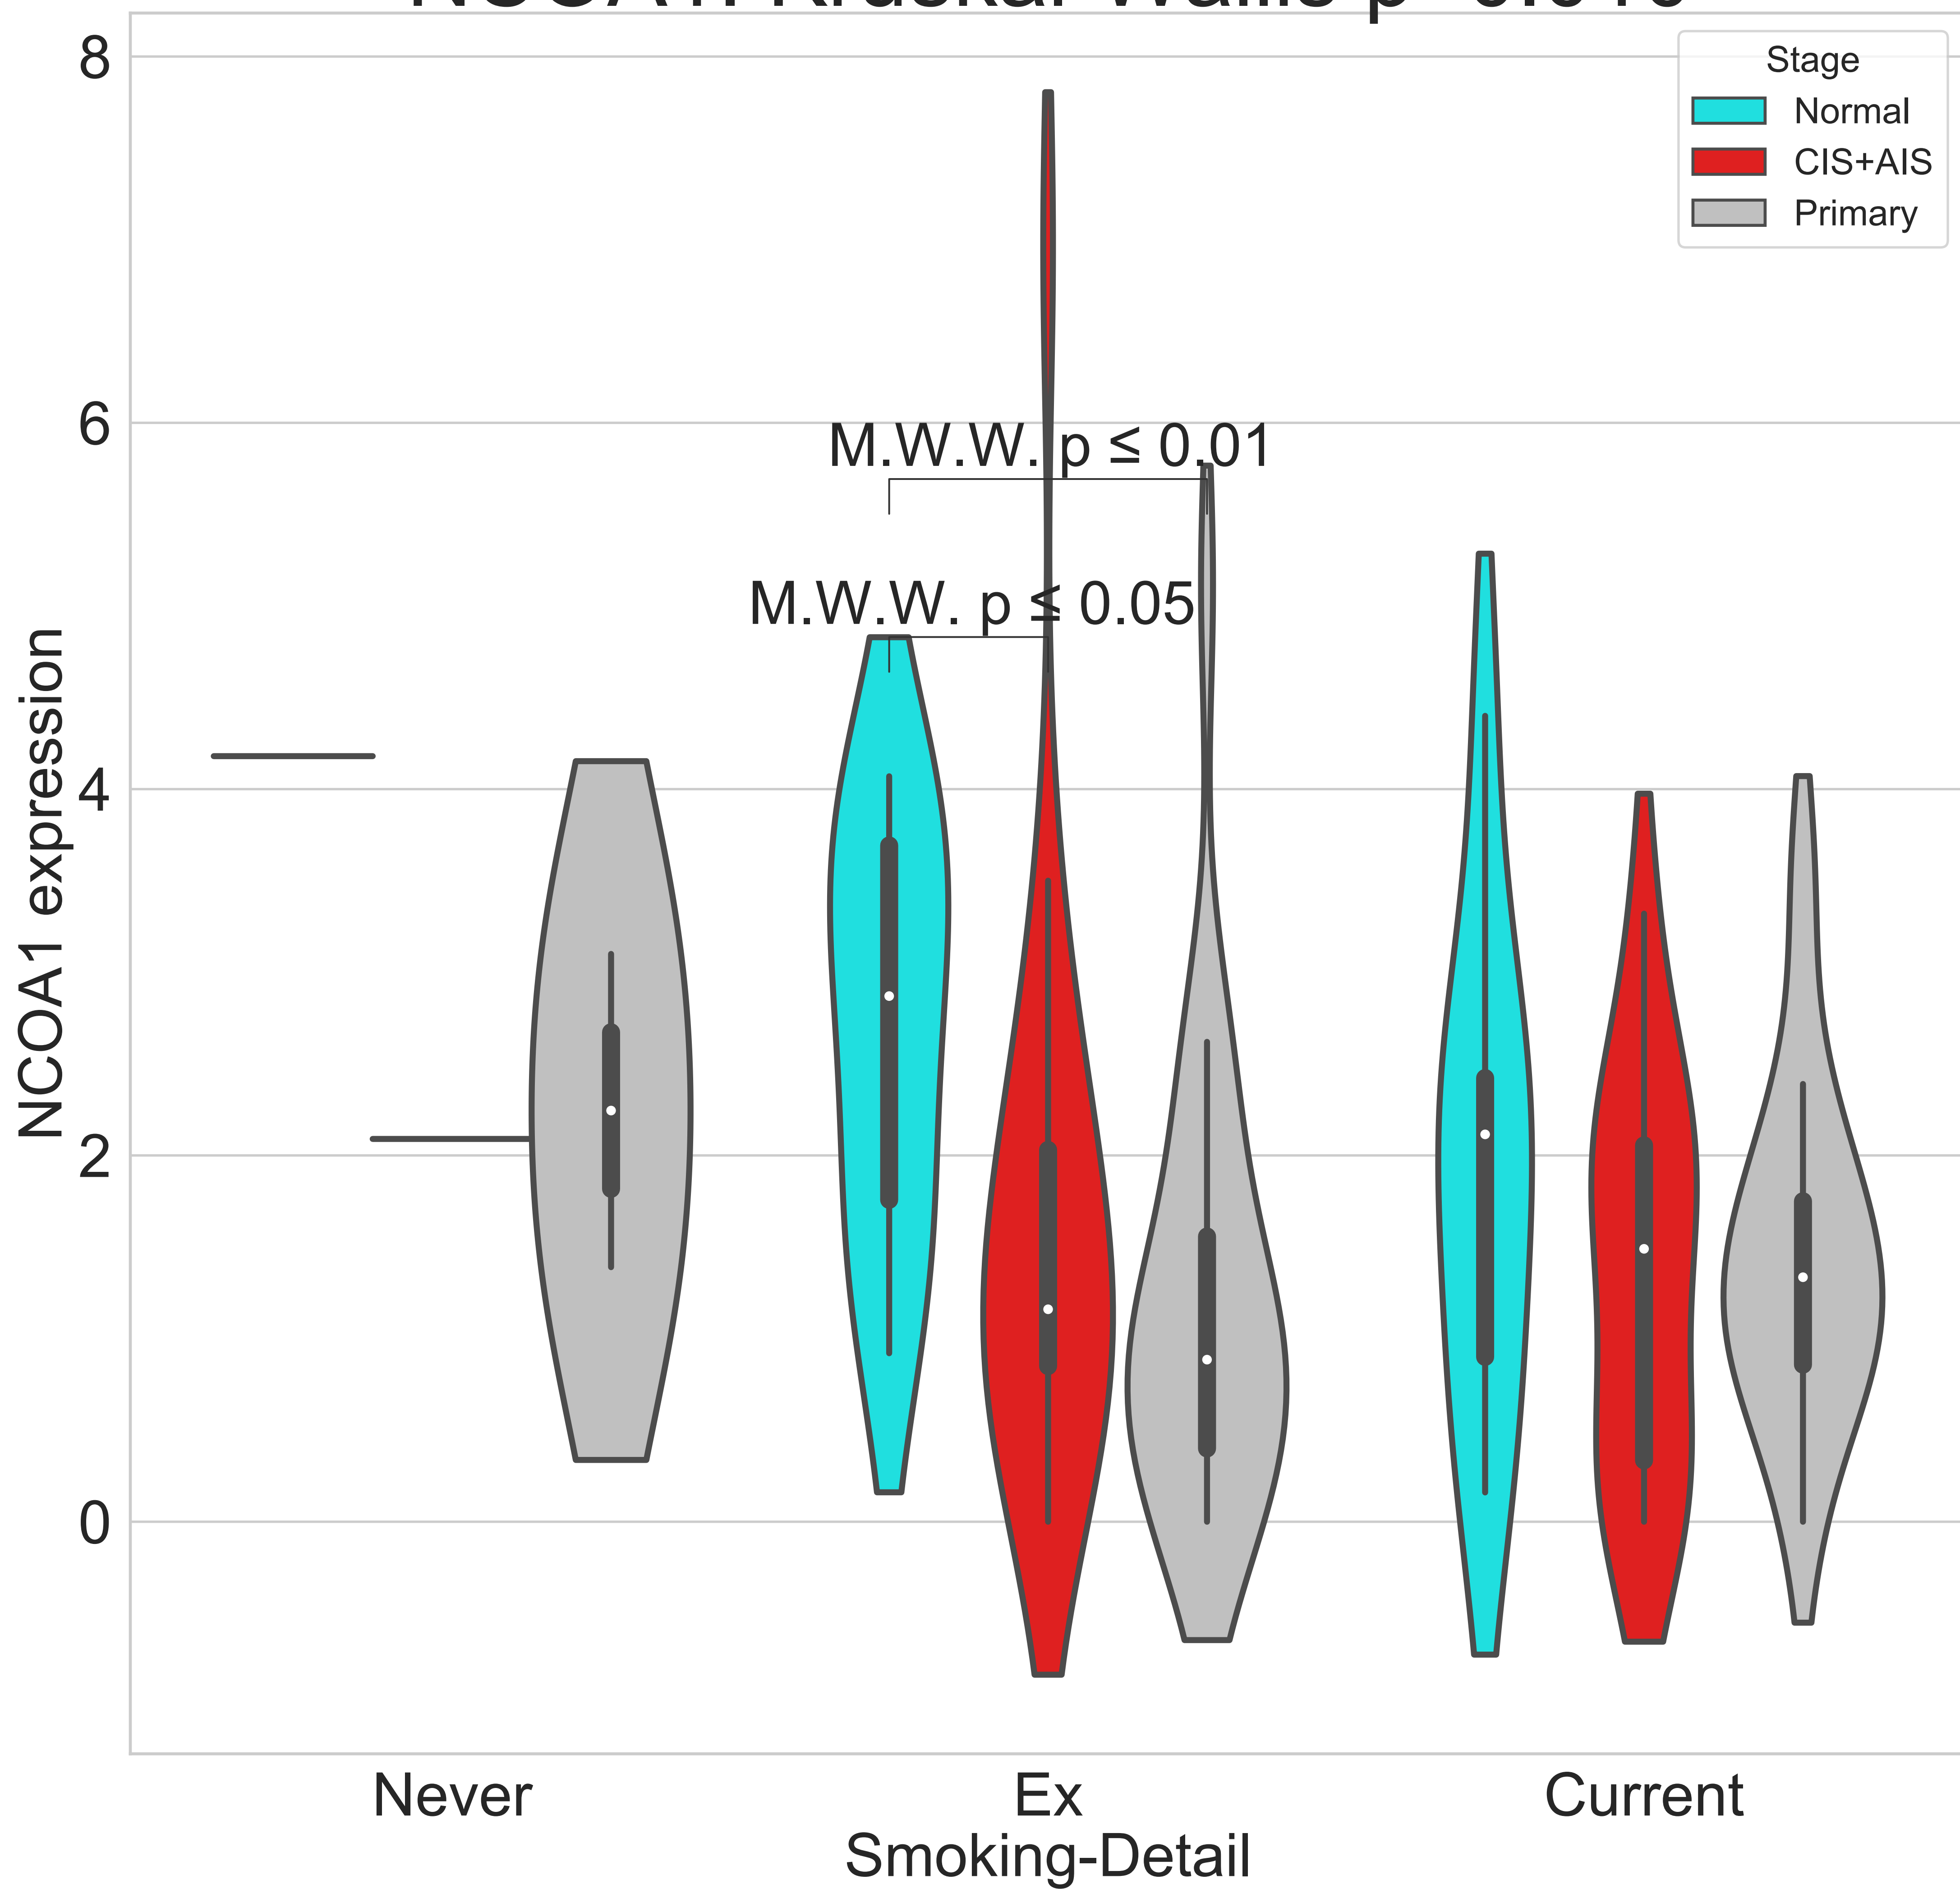 8
6
4
2
0
NCOA1 expression
Stage
Normal
CIS+AIS
Primary
M.W.W. p ≤ 0.01
M.W.W. p ≤ 0.05
Never
Ex
Current
Smoking-Detail